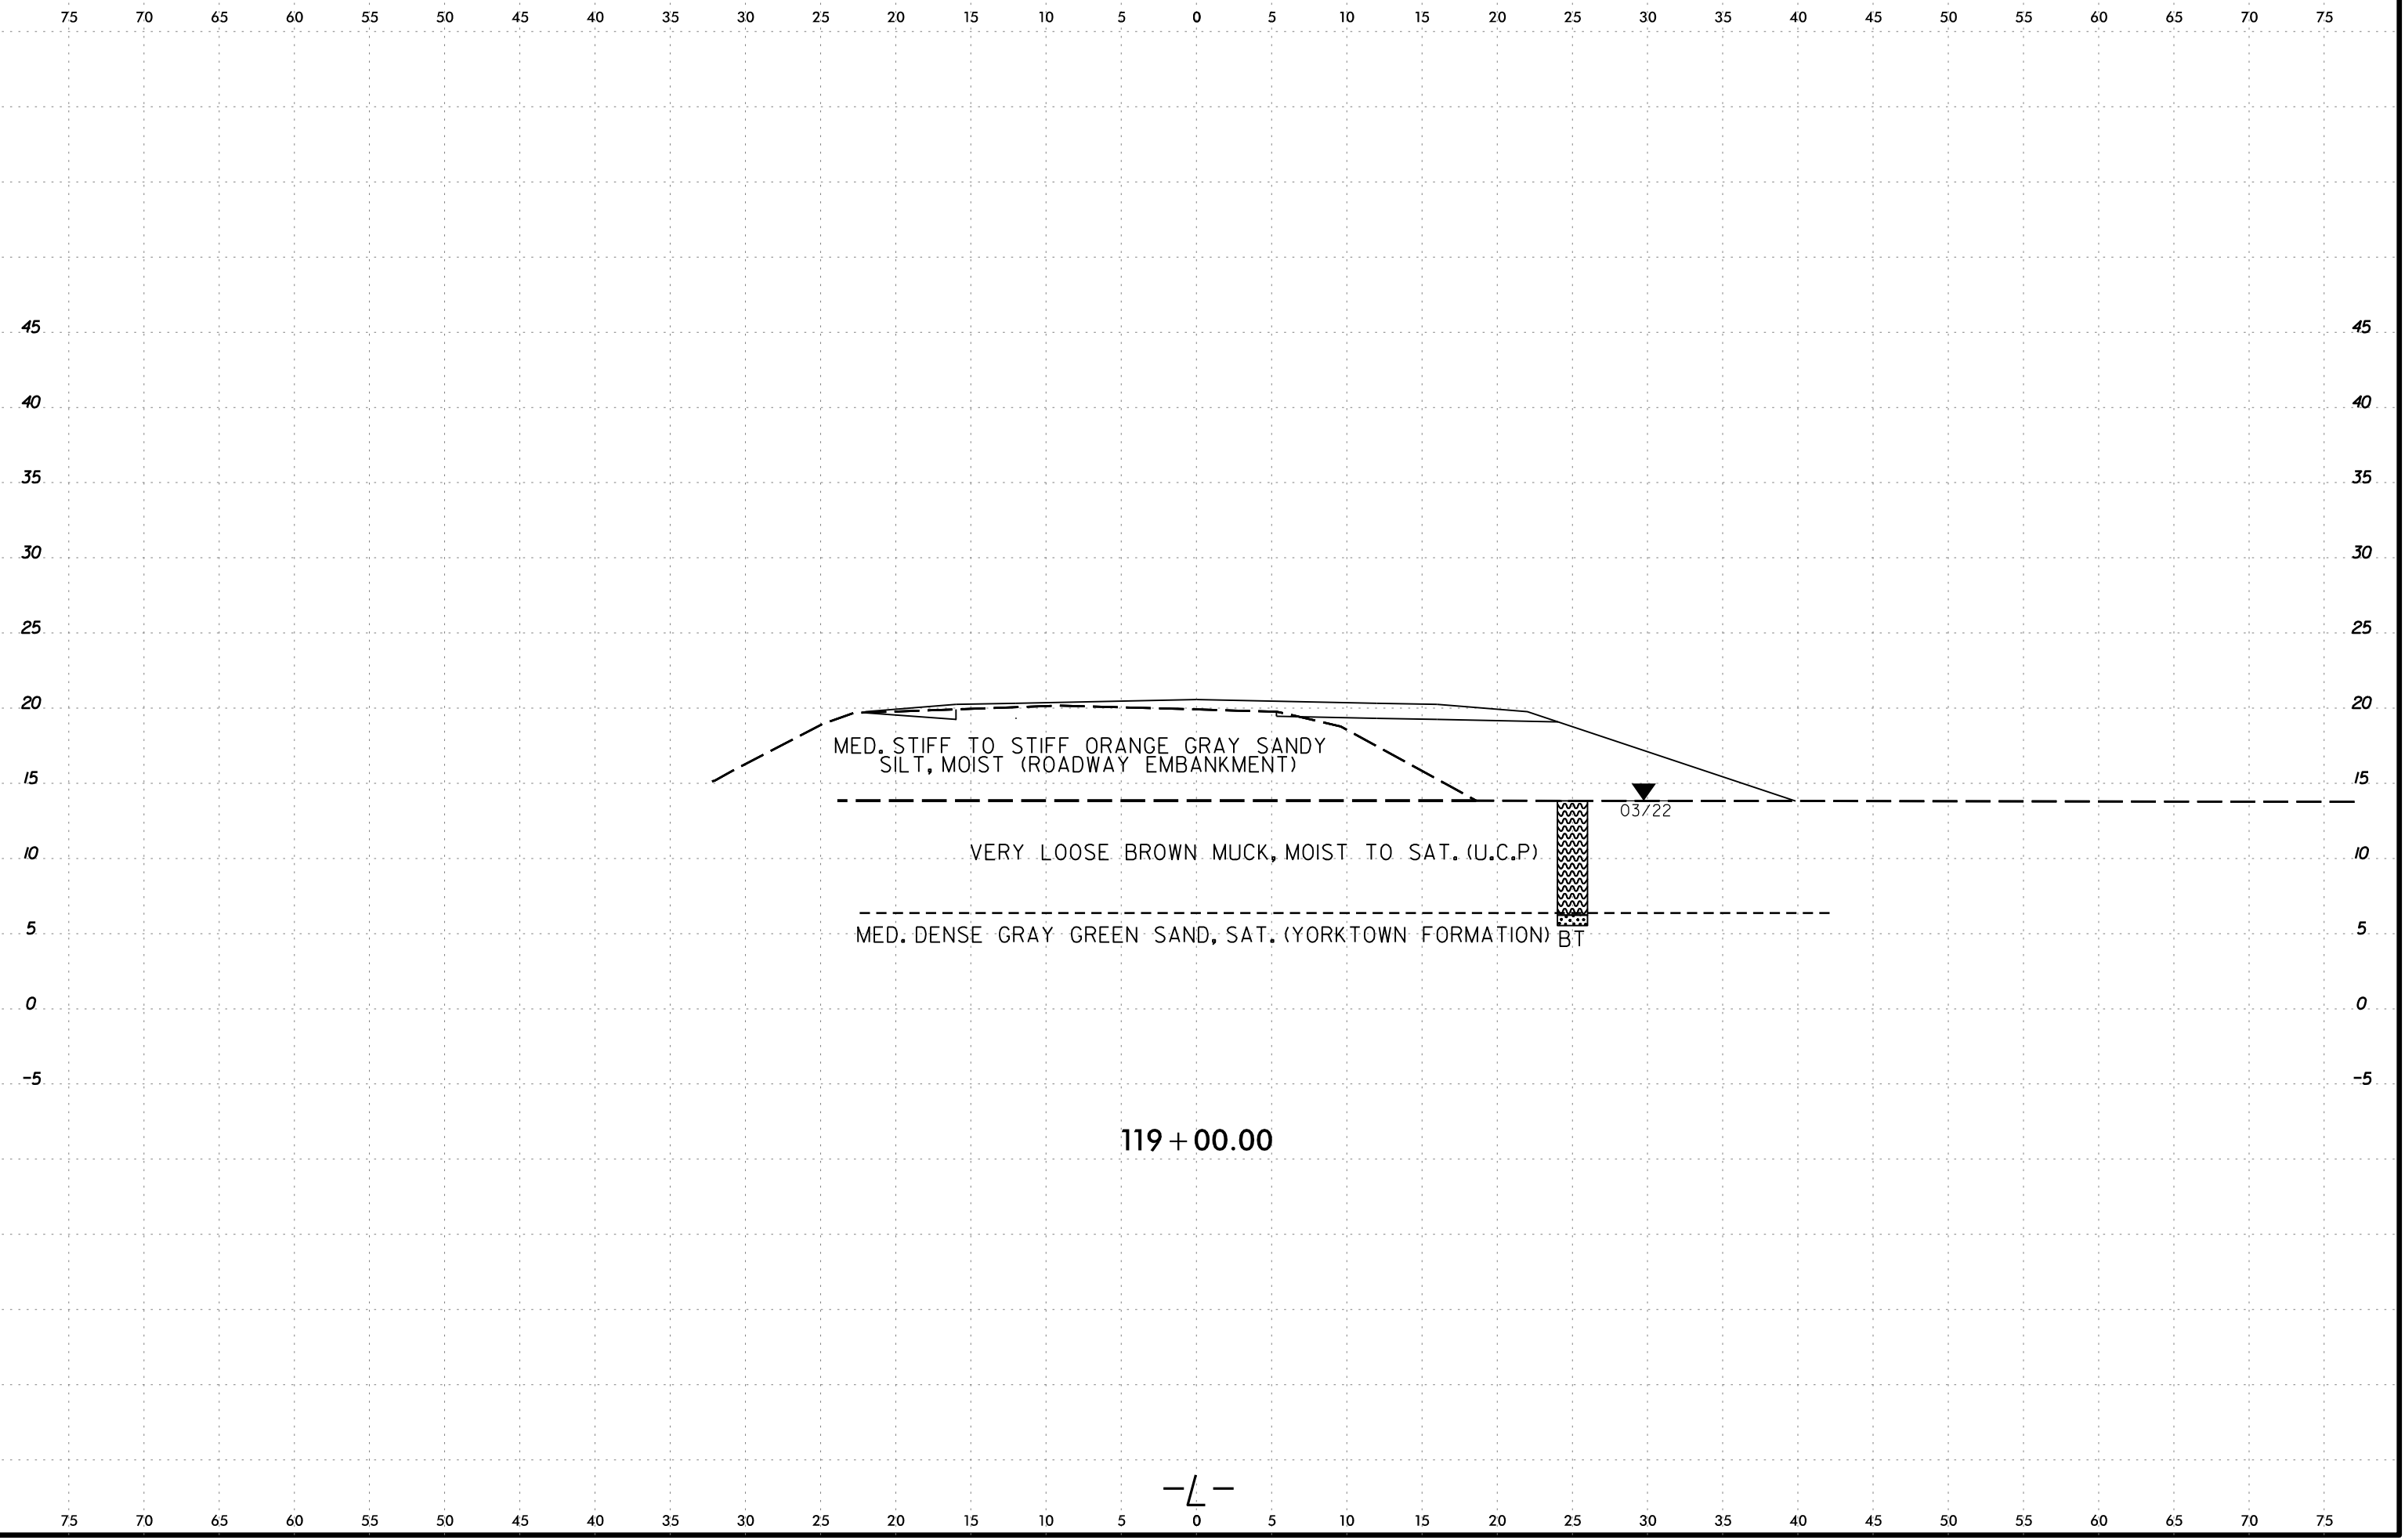 75 70 65 60 55 50 45 40 35 30 25 20 15 10 5 0 5 10 15 20 25 30 35 40 45 50 55 60 65 70 75
45 45
40 40
35 35
30 30
25 25
20 20
MED. STIFF TO STIFF ORANGE GRAY SANDY
SILT, MOIST (ROADWAY EMBANKMENT)
15 15
03/22
VERY LOOSE BROWN MUCK, MOIST TO SAT. (U.C.P)
10 10
5 5
MED. DENSE GRAY GREEN SAND, SAT. (YORKTOWN FORMATION) BT
0 0
-5 -5
119+00.00
-L-
75 70 65 60 55 50 45 40 35 30 25 20 15 10 5 0 5 10 15 20 25 30 35 40 45 50 55 60 65 70 75